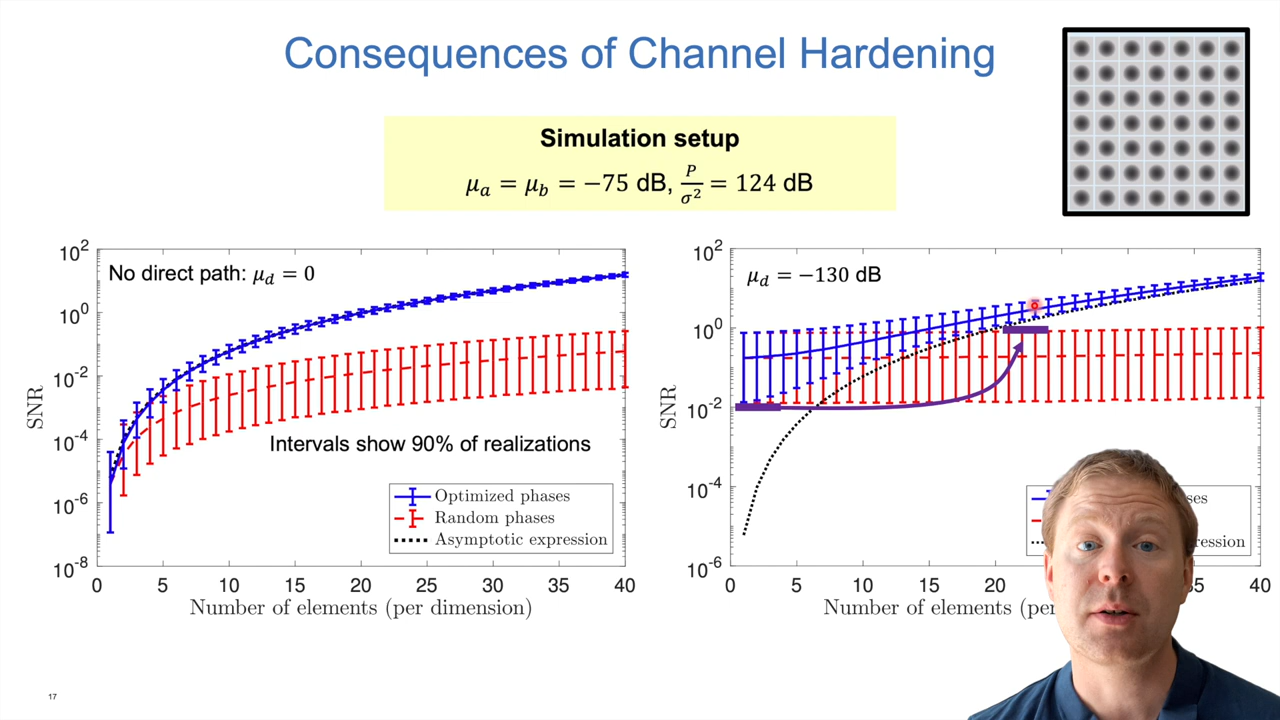 Consequences of Channel Hardening
Simulation setup
μ_a = μ_b = −75 dB, P/σ² = 124 dB
No direct path: μ_d = 0
10²
10⁰
10⁻²
10⁻⁴
10⁻⁶
10⁻⁸
SNR
Intervals show 90% of realizations
Optimized phases
Random phases
Asymptotic expression
0 5 10 15 20 25 30 35 40
Number of elements (per dimension)
μ_d = −130 dB
10²
10⁰
10⁻²
10⁻⁴
10⁻⁶
SNR
0 5 10 15 20 35 40
Number of elements (per
17